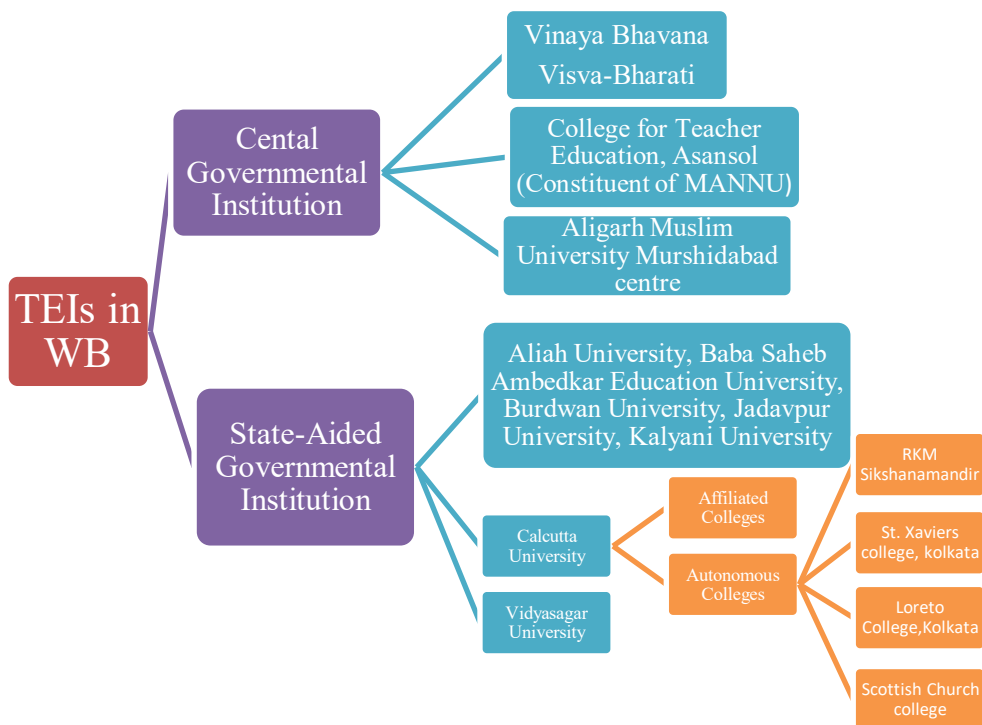 TEIs in
WB
Cental
Governmental
Institution
Vinaya Bhavana
Visva-Bharati
College for Teacher
Education, Asansol
(Constituent of MANNU)
Aligarh Muslim
University Murshidabad
centre
State-Aided
Governmental
Institution
Aliah University, Baba Saheb
Ambedkar Education University,
Burdwan University, Jadavpur
University, Kalyani University
Calcutta
University
Affiliated
Colleges
Autonomous
Colleges
RKM
Sikshanamandir
St. Xaviers
college, kolkata
Loreto
College,Kolkata
Scottish Church
college
Vidyasagar
University